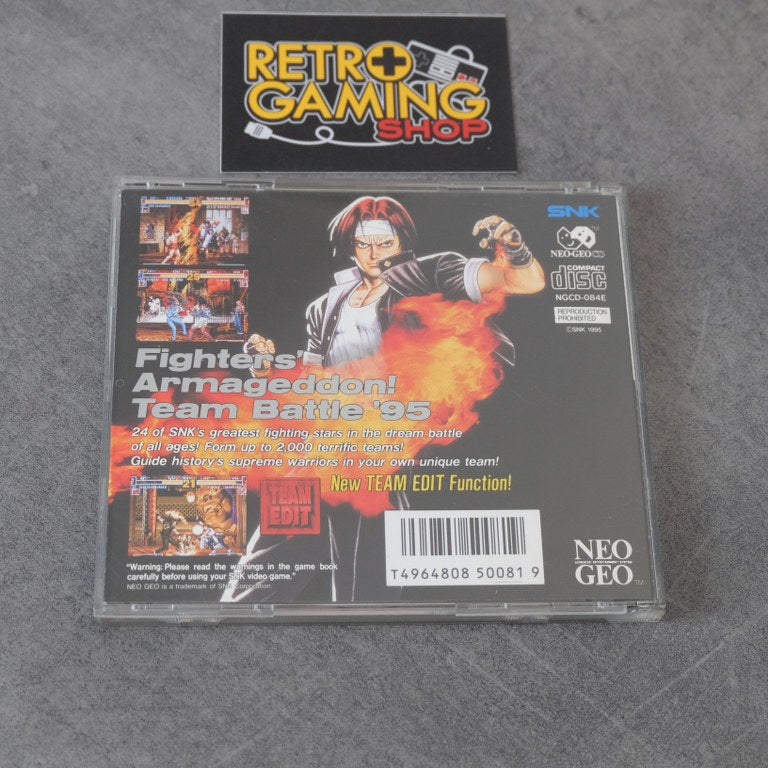 RETRO
GAMING
SHOP
SNK
NEO·GEO CD
TM
COMPACT
disc
NGCD-084E
REPRODUCTION
PROHIBITED
©SNK 1995
Fighters'
Armageddon!
Team Battle '95
24 of SNK's greatest fighting stars in the dream battle
of all ages! Form up to 2,000 terrific teams!
Guide history's supreme warriors in your own unique team!
New TEAM EDIT Function!
TEAM
EDIT
21
"Warning: Please read the warnings in the game book
carefully before using your SNK video game."
NEO GEO is a trademark of SNK Corporation.
T4964808 50081 9
NEO
GEO
TM